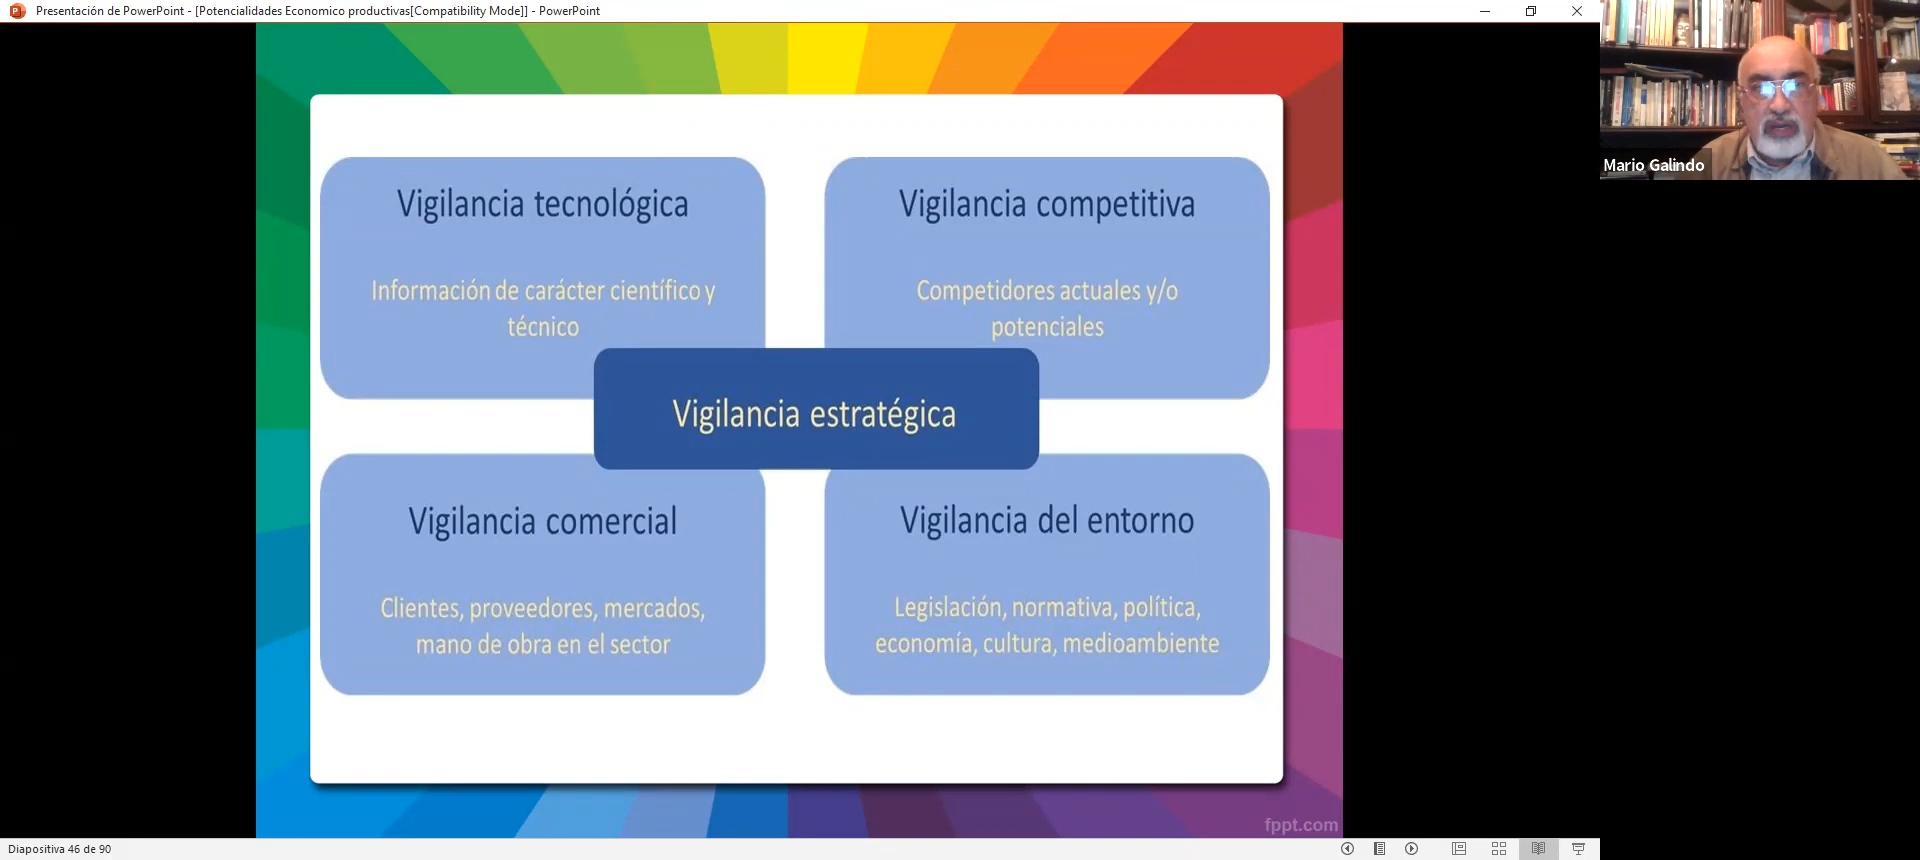 Presentación de PowerPoint - [Potencialidades Economico productivas[Compatibility Mode]] - PowerPoint
Mario Galindo
Vigilancia tecnológica
Información de carácter científico y
técnico
Vigilancia competitiva
Competidores actuales y/o
potenciales
Vigilancia estratégica
Vigilancia comercial
Clientes, proveedores, mercados,
mano de obra en el sector
Vigilancia del entorno
Legislación, normativa, política,
economía, cultura, medioambiente
fppt.com
Diapositiva 46 de 90